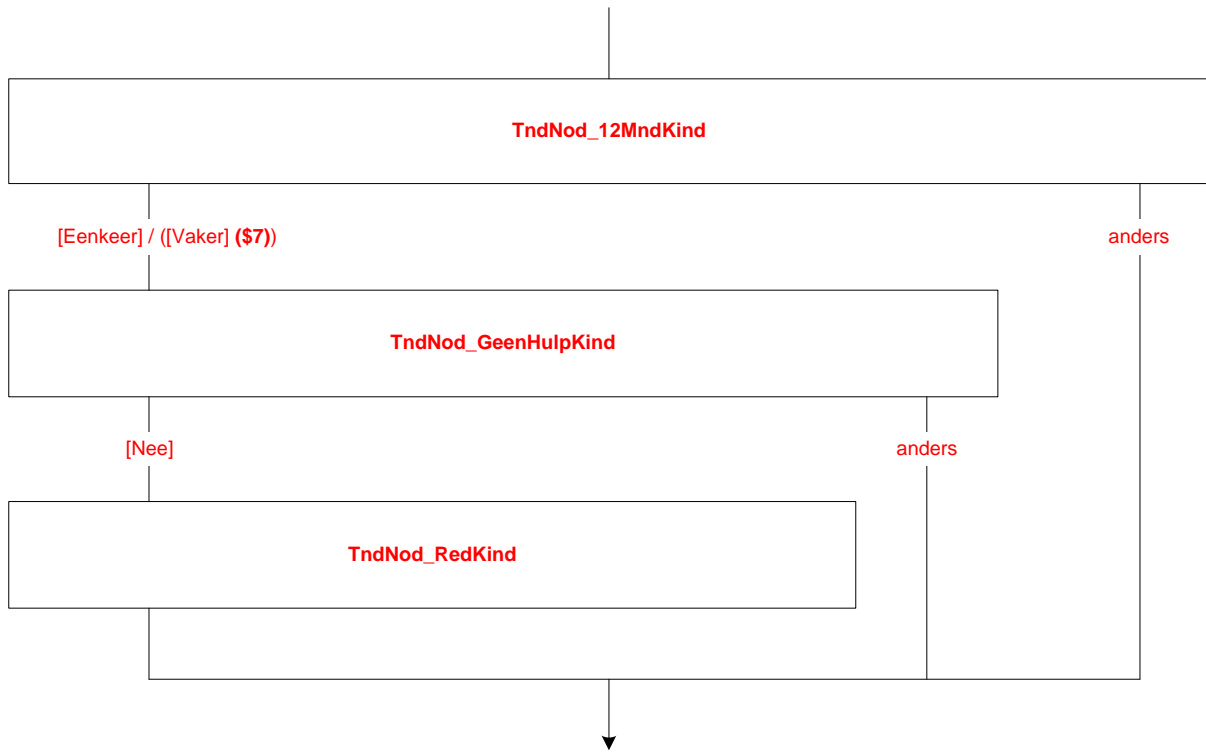 TndNod_12MndKind
[Eenkeer] / ([Vaker] ($7))
anders
TndNod_GeenHulpKind
[Nee]
anders
TndNod_RedKind